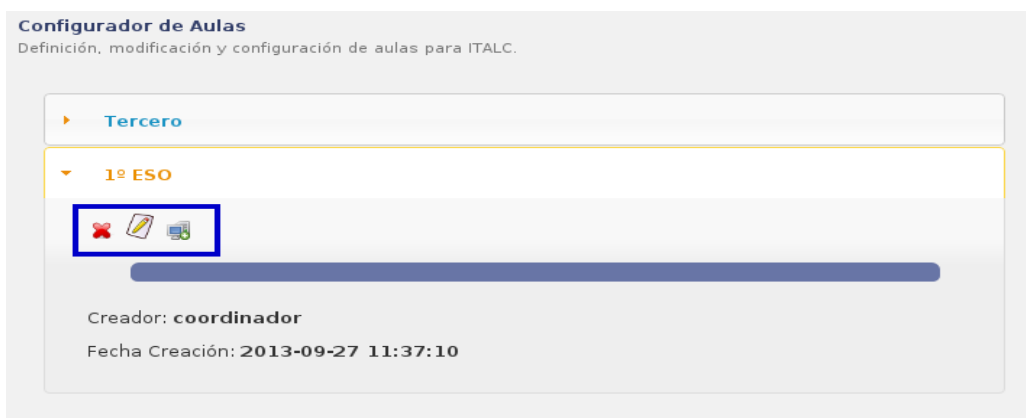 Configurador de Aulas
Definición, modificación y configuración de aulas para ITALC.
Tercero
1º ESO
Creador: coordinador
Fecha Creación: 2013-09-27 11:37:10